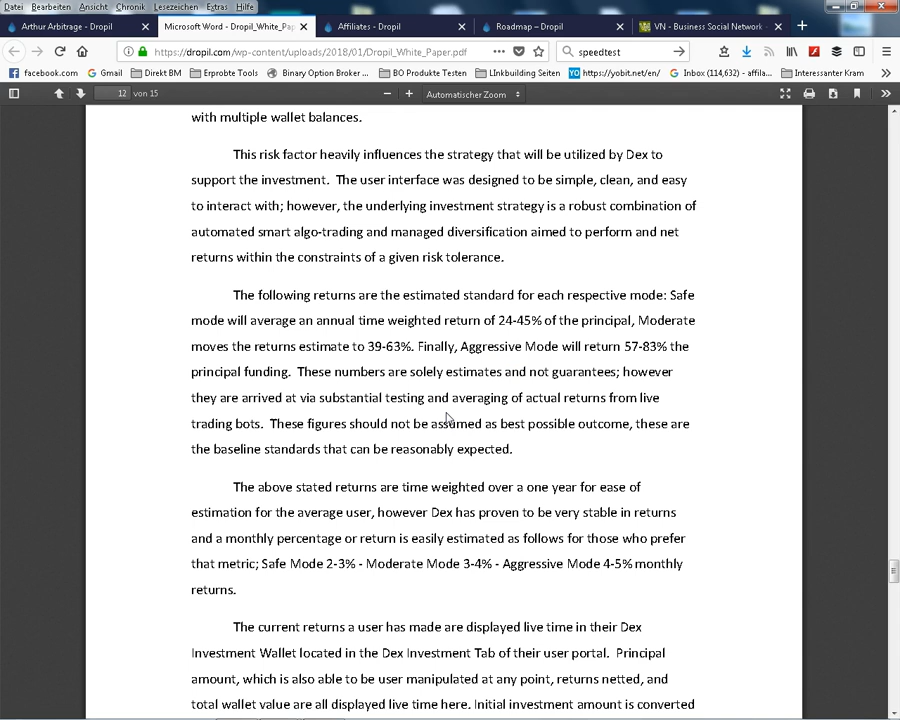 Datei Bearbeiten Ansicht Chronik Lesezeichen Extras Hilfe
Arthur Arbitrage - Dropil Microsoft Word - Dropil_White_Pa Affiliates - Dropil Roadmap – Dropil VN - Business Social Network -
https://dropil.com/wp-content/uploads/2018/01/Dropil_White_Paper.pdf speedtest
facebook.com Gmail Direkt BM Erprobte Tools Binary Option Broker ... BO Produkte Testen LInkbuilding Seiten YO https://yobit.net/en/ Inbox (114,632) - affila... Interessanter Kram
12 von 15 Automatischer Zoom
with multiple wallet balances.
This risk factor heavily influences the strategy that will be utilized by Dex to
support the investment. The user interface was designed to be simple, clean, and easy
to interact with; however, the underlying investment strategy is a robust combination of
automated smart algo-trading and managed diversification aimed to perform and net
returns within the constraints of a given risk tolerance.
The following returns are the estimated standard for each respective mode: Safe
mode will average an annual time weighted return of 24-45% of the principal, Moderate
moves the returns estimate to 39-63%. Finally, Aggressive Mode will return 57-83% the
principal funding. These numbers are solely estimates and not guarantees; however
they are arrived at via substantial testing and averaging of actual returns from live
trading bots. These figures should not be assumed as best possible outcome, these are
the baseline standards that can be reasonably expected.
The above stated returns are time weighted over a one year for ease of
estimation for the average user, however Dex has proven to be very stable in returns
and a monthly percentage or return is easily estimated as follows for those who prefer
that metric; Safe Mode 2-3% - Moderate Mode 3-4% - Aggressive Mode 4-5% monthly
returns.
The current returns a user has made are displayed live time in their Dex
Investment Wallet located in the Dex Investment Tab of their user portal. Principal
amount, which is also able to be user manipulated at any point, returns netted, and
total wallet value are all displayed live time here. Initial investment amount is converted